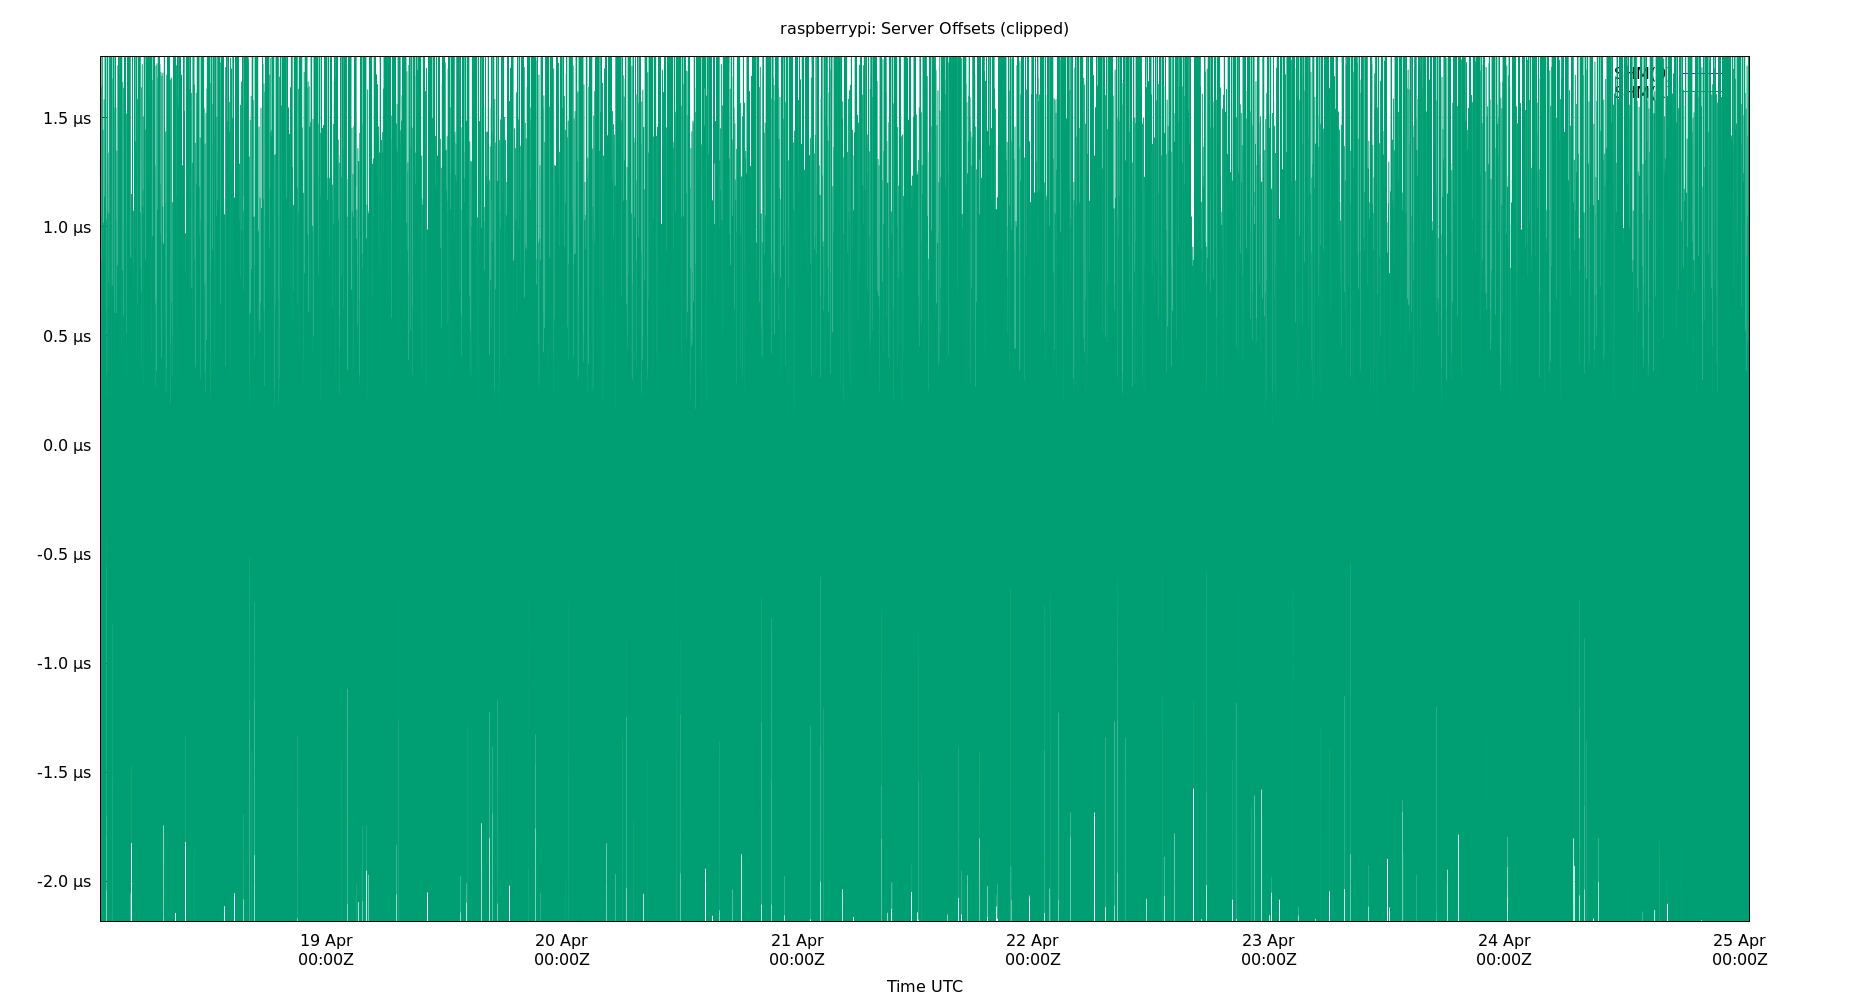 raspberrypi: Server Offsets (clipped)
1.5 µs
1.0 µs
0.5 µs
0.0 µs
-0.5 µs
-1.0 µs
-1.5 µs
-2.0 µs
19 Apr
00:00Z
20 Apr
00:00Z
21 Apr
00:00Z
22 Apr
00:00Z
23 Apr
00:00Z
24 Apr
00:00Z
25 Apr
00:00Z
Time UTC